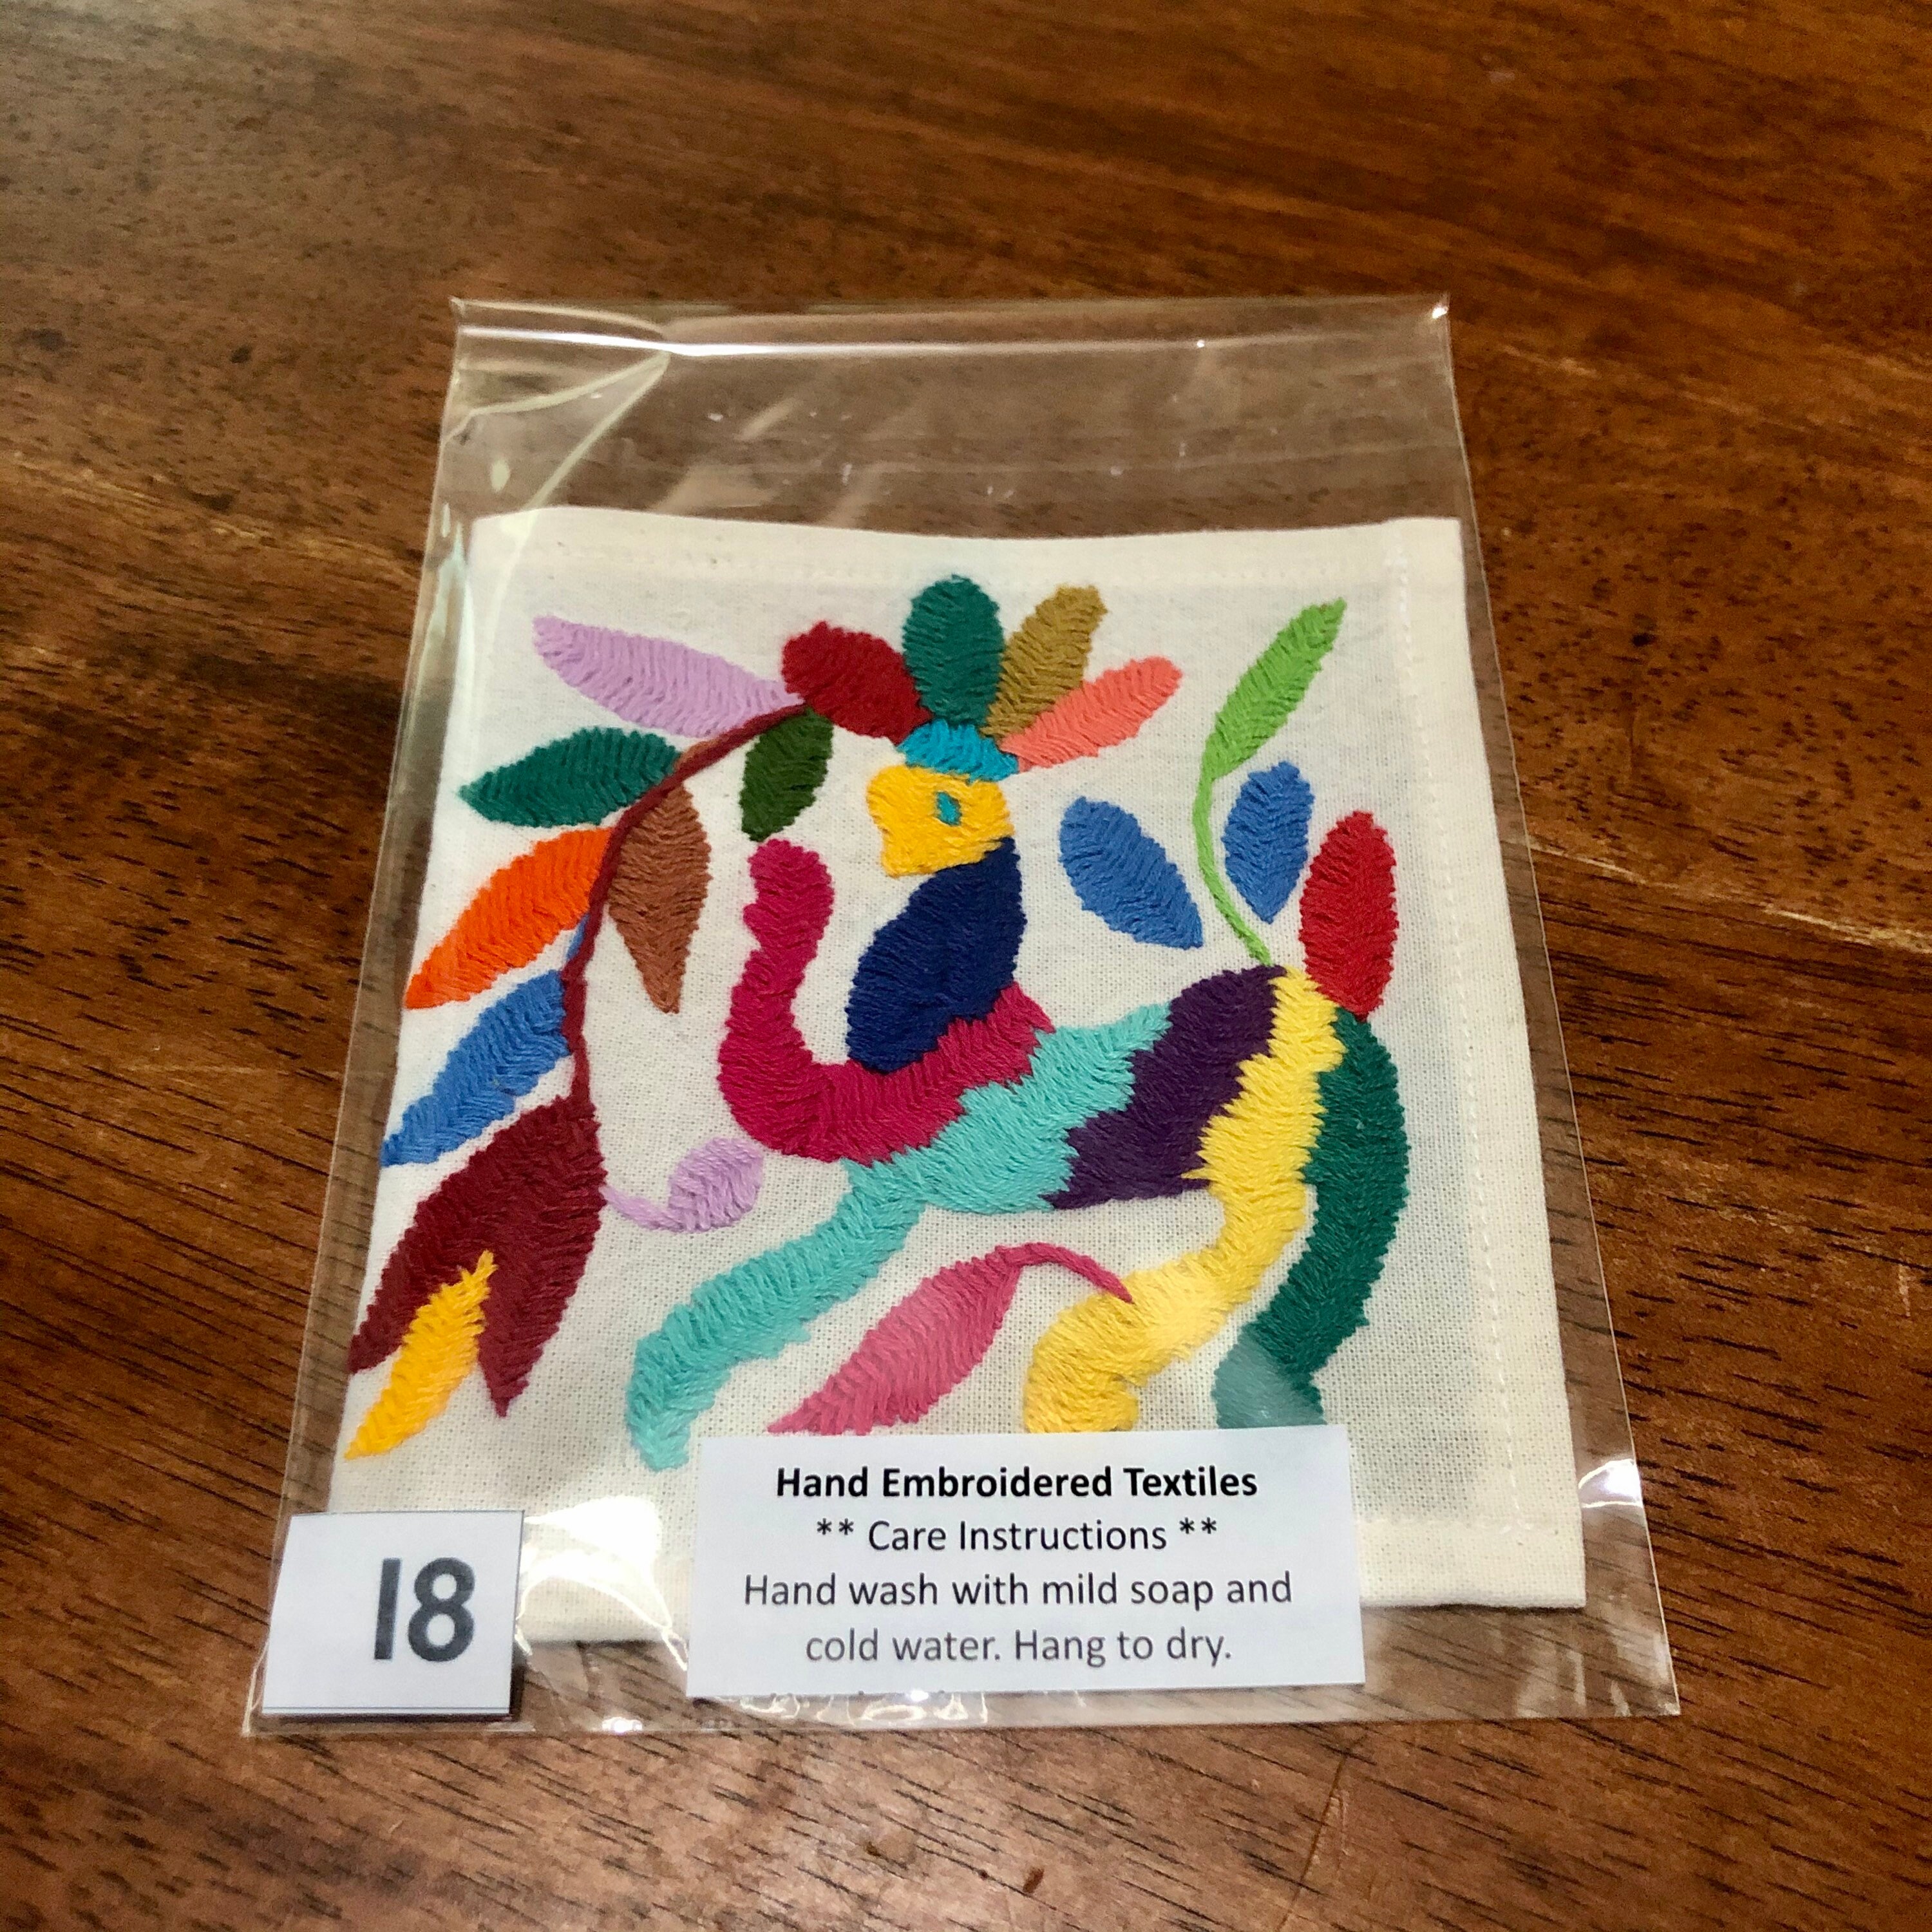 Hand Embroidered Textiles
** Care Instructions **
Hand wash with mild soap and
cold water. Hang to dry.
18